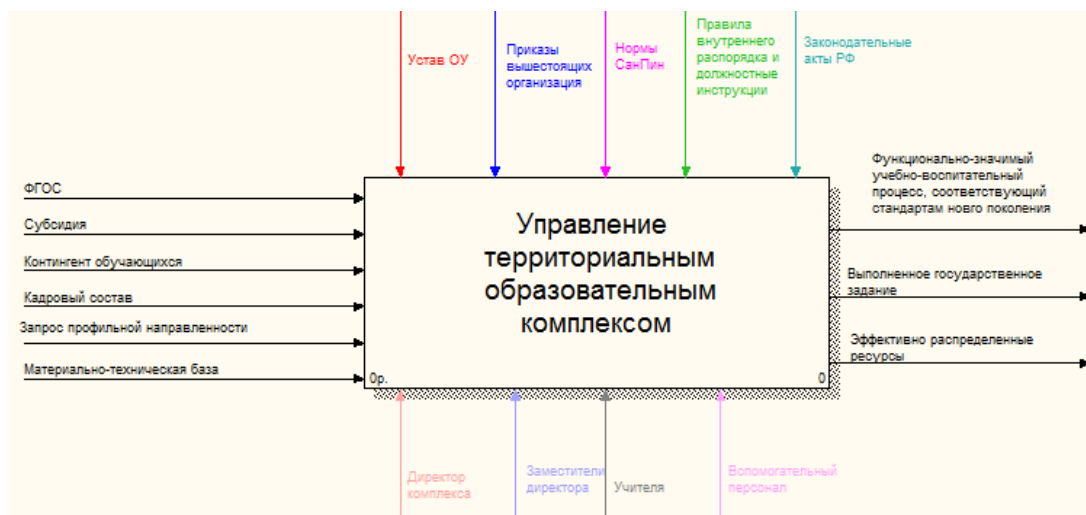 Устав ОУ
Приказы
вышестоящих
организация
Нормы
СанПин
Правила
внутреннего
распорядка и
должностные
инструкции
Законодательные
акты РФ
ФГОС
Субсидия
Контингент обучающихся
Кадровый состав
Запрос профильной направленности
Материально-техническая база
Управление
территориальным
образовательным
комплексом
0р.
0
Функционально-значимый
учебно-воспитательный
процесс, соответствующий
стандартам нового поколения
Выполненное государственное
задание
Эффективно распределенные
ресурсы
Директор
комплекса
Заместители
директора
Учителя
Вспомогательный
персонал